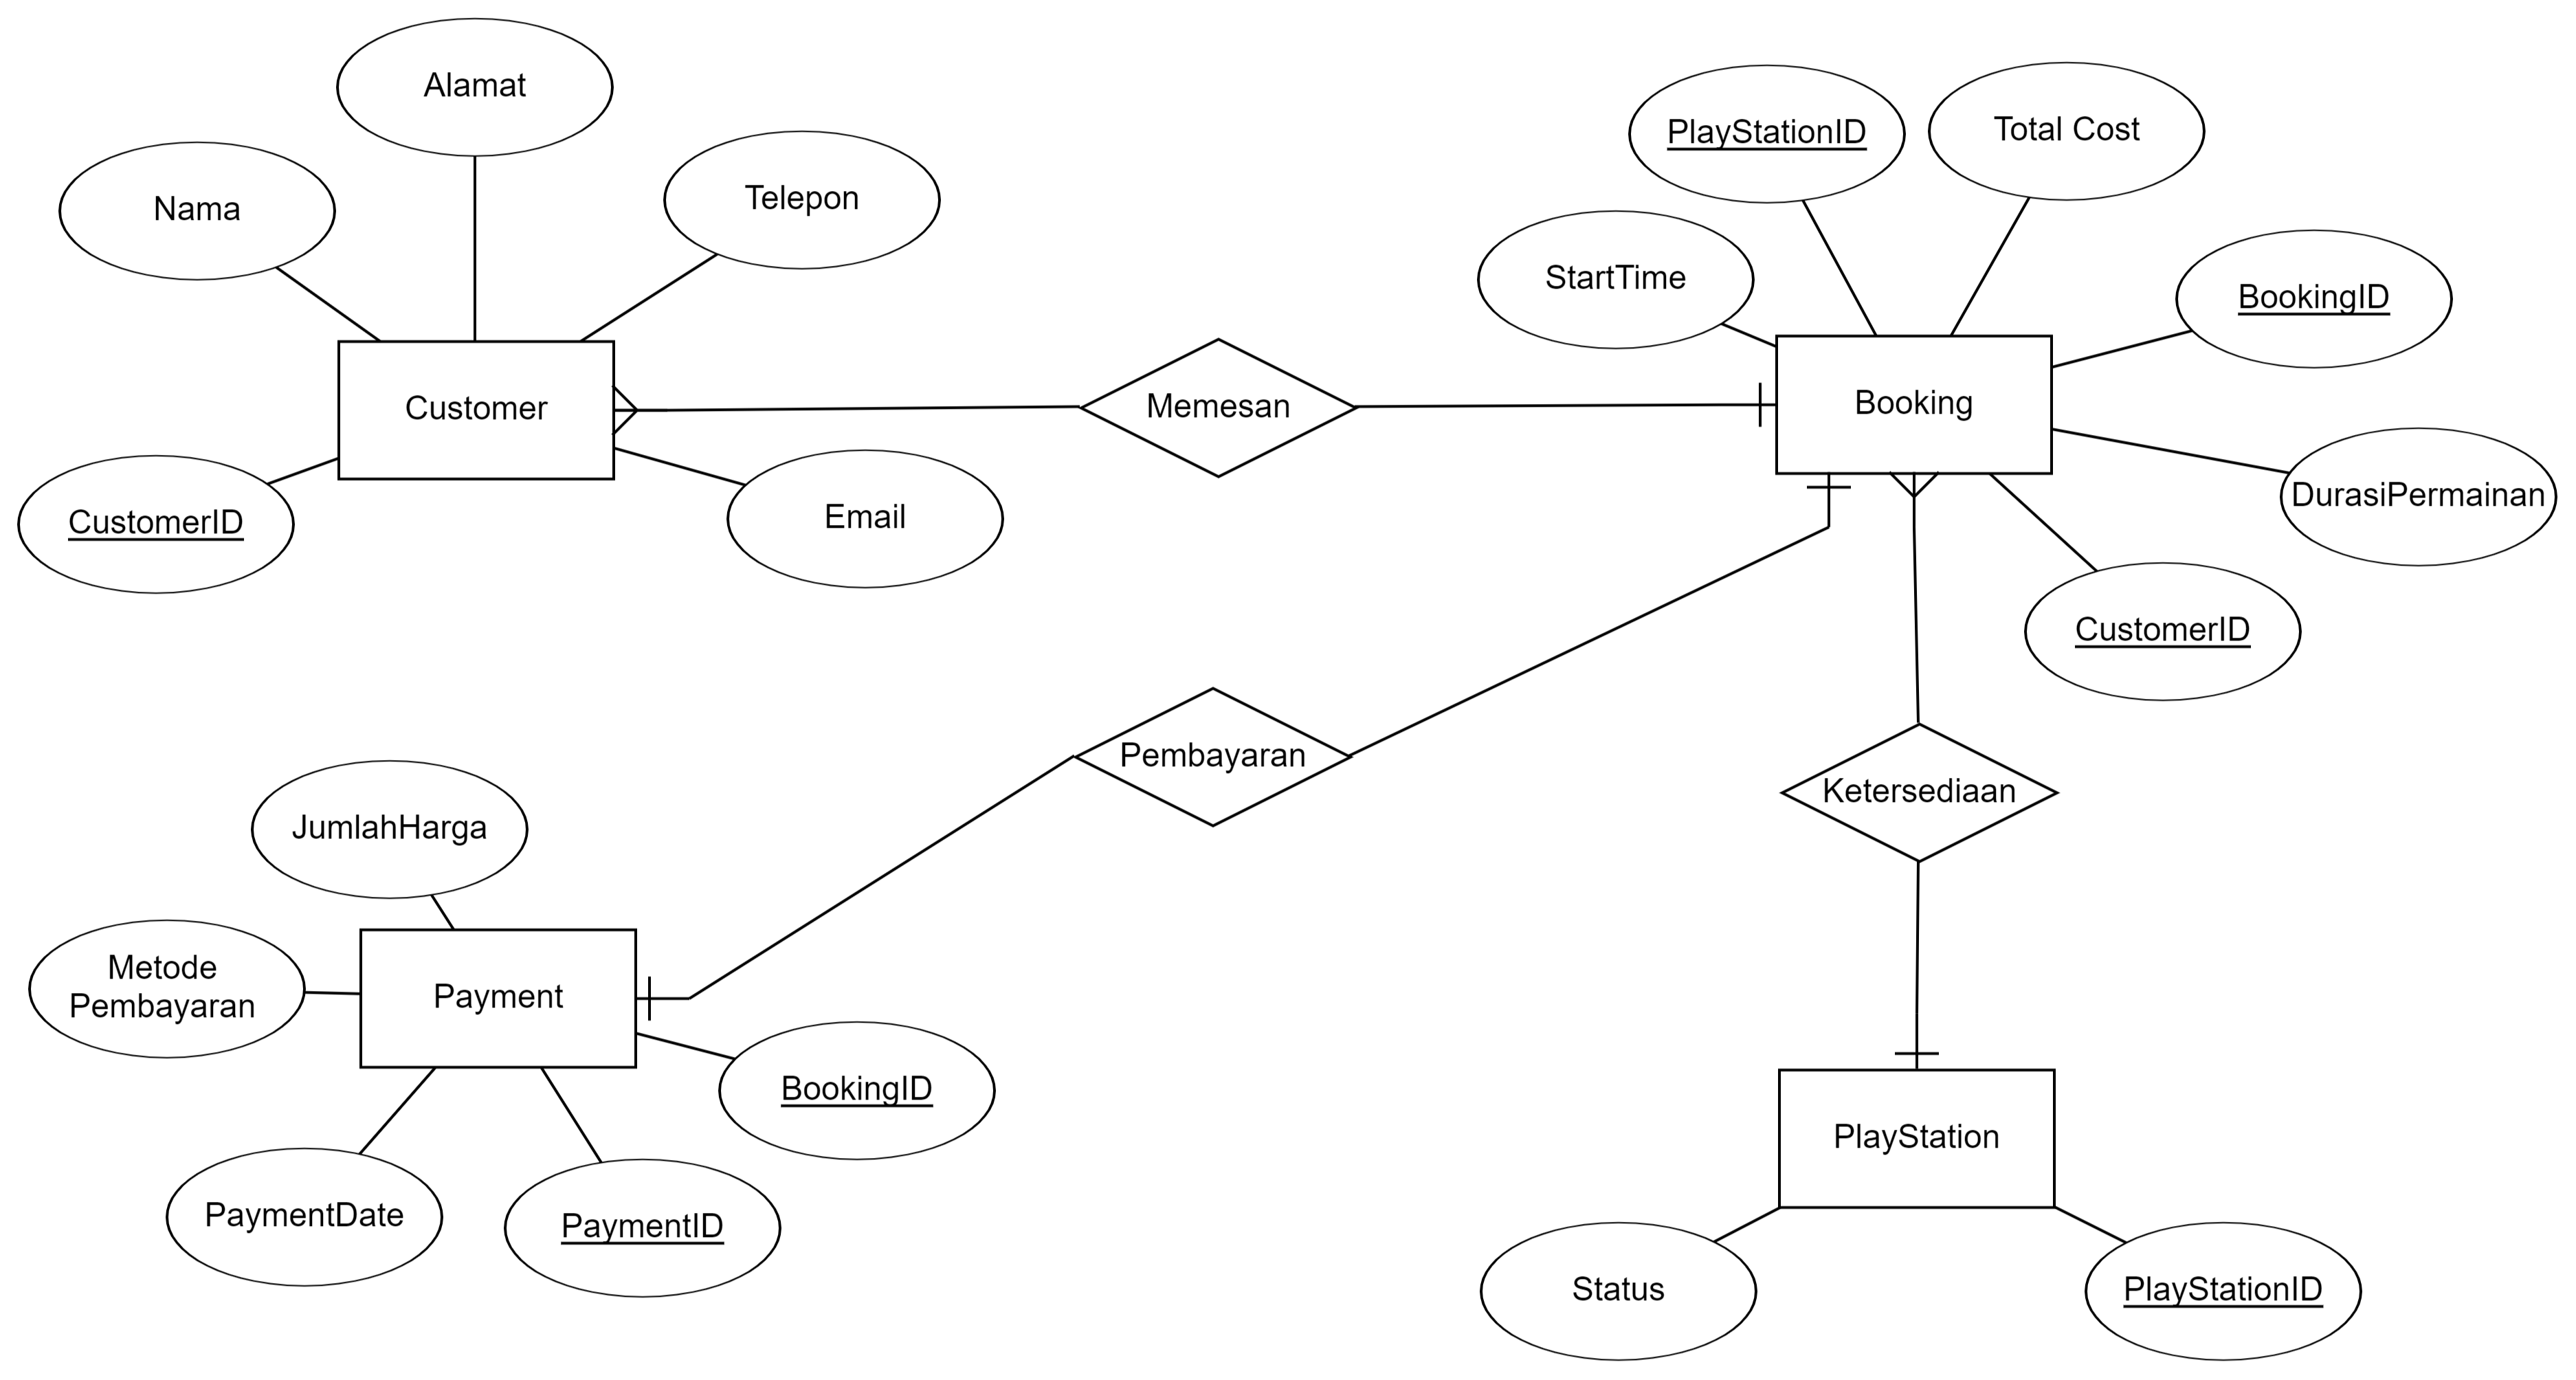 Alamat
Nama
Telepon
Customer
CustomerID
Email
Memesan
PlayStationID
Total Cost
StartTime
BookingID
Booking
DurasiPermainan
CustomerID
Pembayaran
Ketersediaan
JumlahHarga
Metode
Pembayaran
Payment
BookingID
PaymentDate
PaymentID
PlayStation
Status
PlayStationID